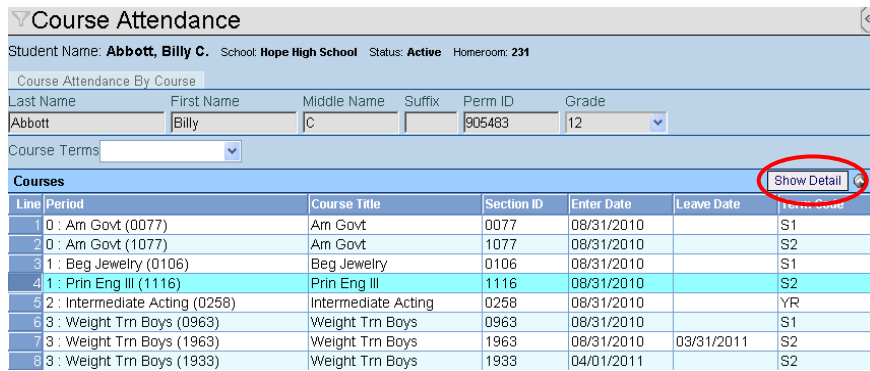 Course Attendance
Student Name: Abbott, Billy C. School: Hope High School Status: Active Homeroom: 231
Course Attendance By Course
Last Name First Name Middle Name Suffix Perm ID Grade
Abbott Billy C 905483 12
Course Terms
Courses Show Detail
Line Period Course Title Section ID Enter Date Leave Date Term Code
1 0 : Am Govt (0077) Am Govt 0077 08/31/2010 S1
2 0 : Am Govt (1077) Am Govt 1077 08/31/2010 S2
3 1 : Beg Jewelry (0106) Beg Jewelry 0106 08/31/2010 S1
4 1 : Prin Eng III (1116) Prin Eng III 1116 08/31/2010 S2
5 2 : Intermediate Acting (0258) Intermediate Acting 0258 08/31/2010 YR
6 3 : Weight Trn Boys (0963) Weight Trn Boys 0963 08/31/2010 S1
7 3 : Weight Trn Boys (1963) Weight Trn Boys 1963 08/31/2010 03/31/2011 S2
8 3 : Weight Trn Boys (1933) Weight Trn Boys 1933 04/01/2011 S2